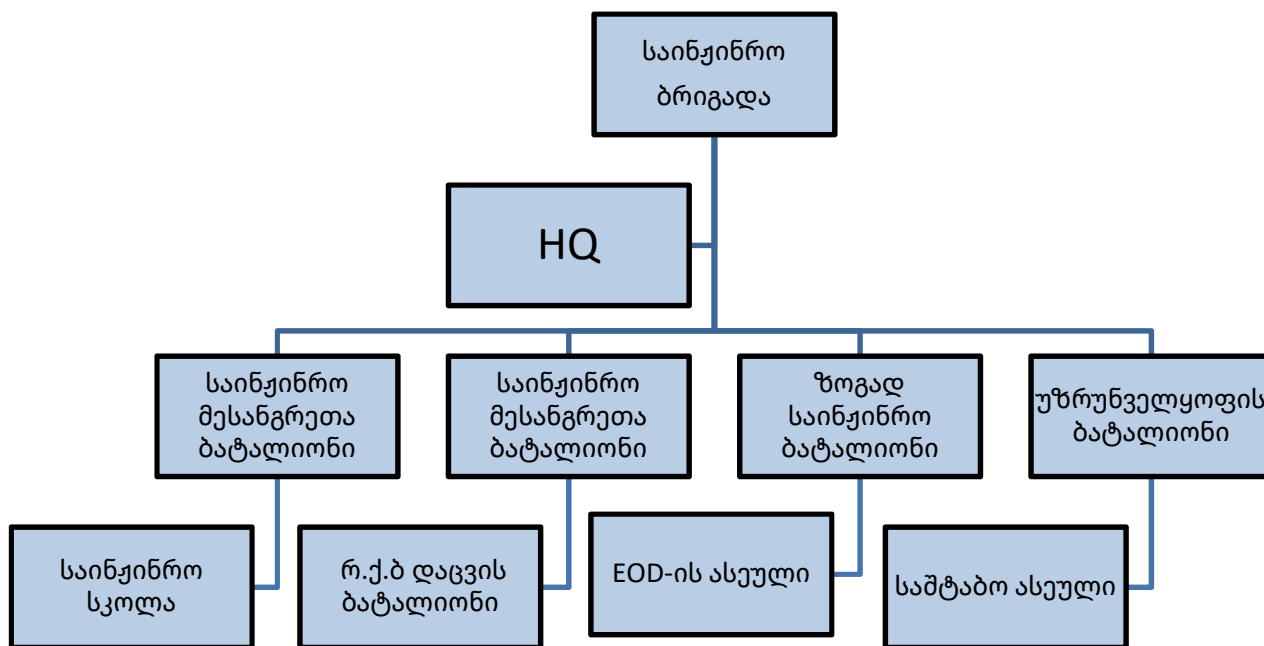 საინჟინრო
ბრიგადა
HQ
საინჟინრო
მესანგრეთა
ბატალიონი
საინჟინრო
მესანგრეთა
ბატალიონი
ზოგად
საინჟინრო
ბატალიონი
უზრუნველყოფის
ბატალიონი
საინჟინრო
სკოლა
რ.ქ.ბ დაცვის
ბატალიონი
EOD-ის ასეული
საშტაბო ასეული